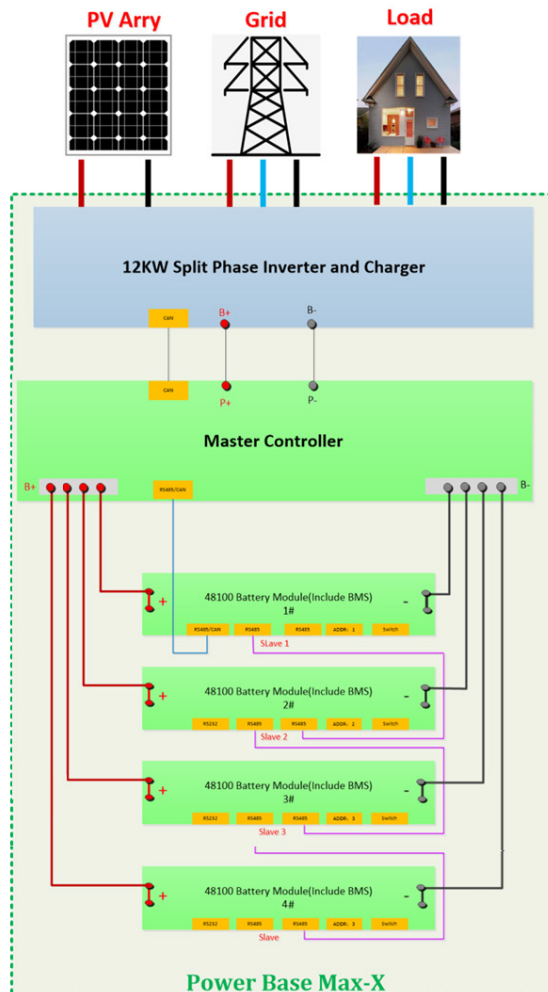 PV Arry
Grid
Load
12KW Split Phase Inverter and Charger
CAN
B+
B-
CAN
P+
P-
Master Controller
B+
RS485/CAN
B-
48100 Battery Module(Include BMS)
1#
+
-
RS485/CAN
RS485
RS485
ADDR: 1
Switch
SLave 1
48100 Battery Module(Include BMS)
2#
+
-
RS232
RS485
RS485
ADDR: 2
Switch
Slave 2
48100 Battery Module(Include BMS)
3#
+
-
RS232
RS485
RS485
ADDR: 3
Switch
Slave 3
48100 Battery Module(Include BMS)
4#
+
-
RS232
RS485
RS485
ADDR: 3
Switch
Slave
Power Base Max-X